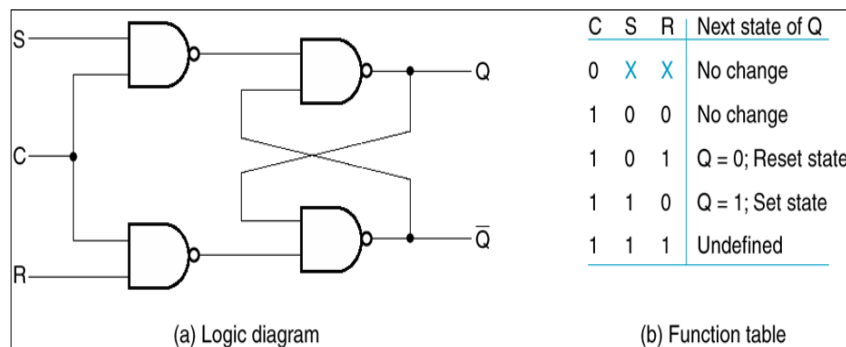 S
C
R
Q
Q̅
(a) Logic diagram
C S R Next state of Q
0 X X No change
1 0 0 No change
1 0 1 Q = 0; Reset state
1 1 0 Q = 1; Set state
1 1 1 Undefined
(b) Function table